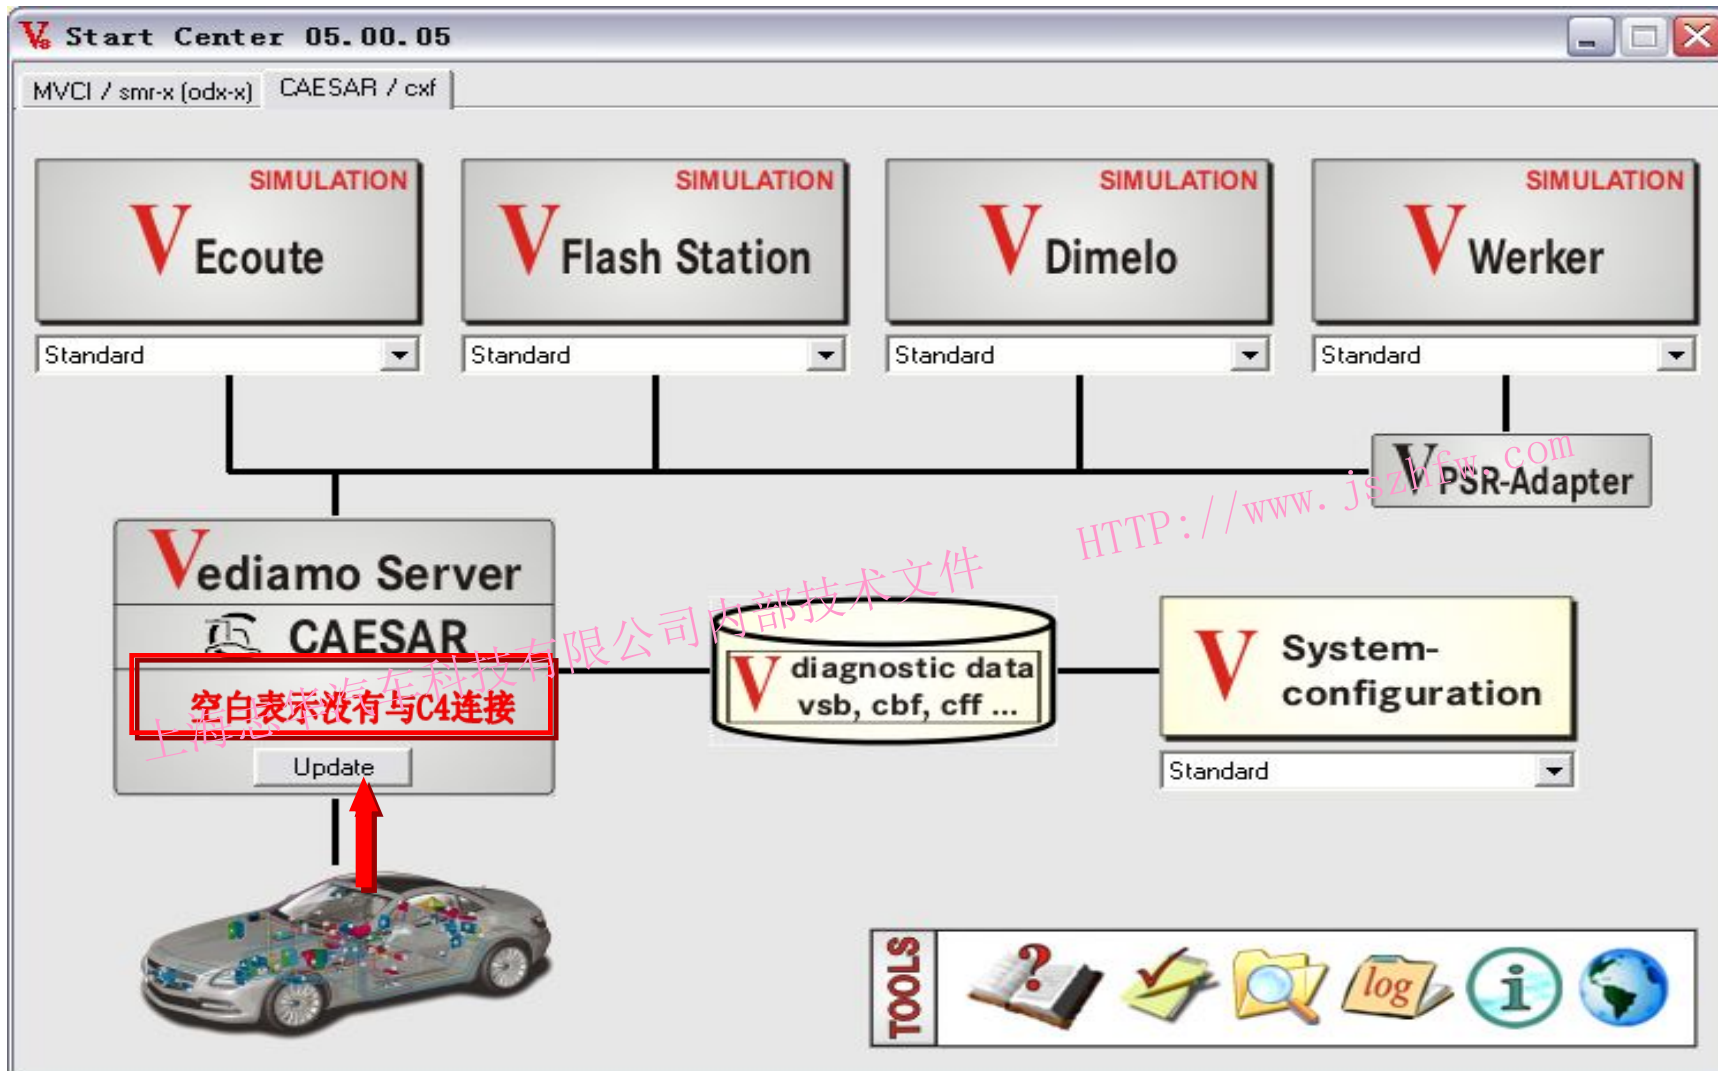 Start Center 05.00.05
MVCI / smr-x (odx-x)
CAESAR / cxf
SIMULATION
V Ecoute
Standard
SIMULATION
V Flash Station
Standard
SIMULATION
V Dimelo
Standard
SIMULATION
V Werker
Standard
V PSR-Adapter
HTTP://www.jszhfw.com
Vediamo Server
CAESAR
空白表示没有与C4连接
Update
上海志华汽车科技有限公司内部技术文件
V diagnostic data
vsb, cbf, cff ...
V System-
configuration
Standard
TOOLS
?
log
i